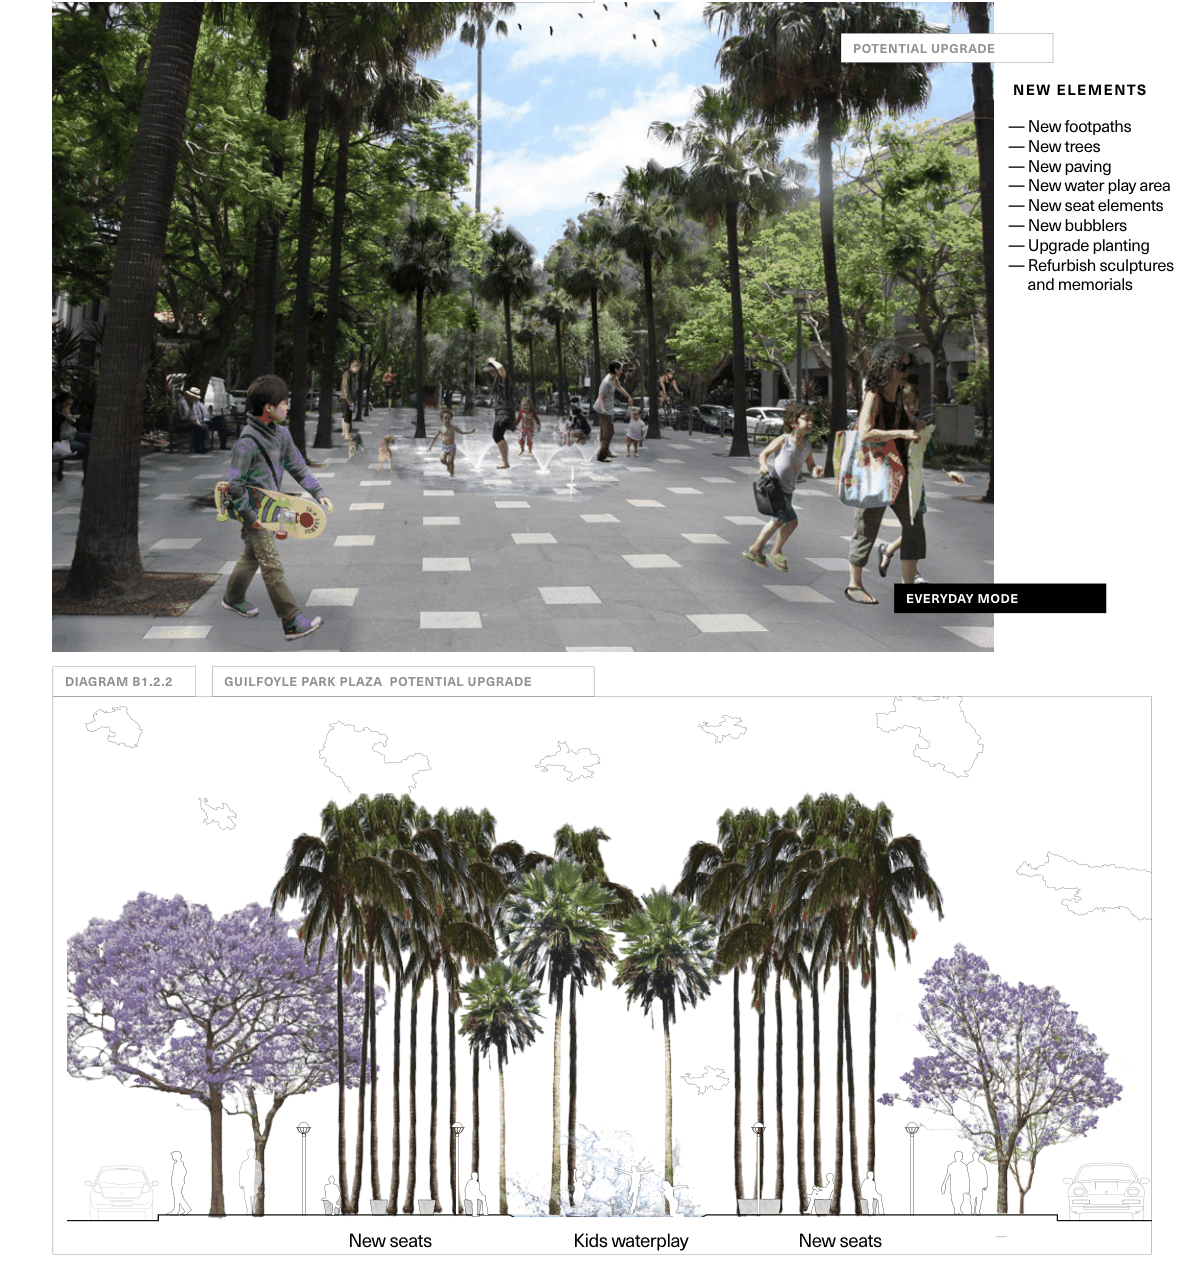 POTENTIAL UPGRADE
NEW ELEMENTS
— New footpaths
— New trees
— New paving
— New water play area
— New seat elements
— New bubblers
— Upgrade planting
— Refurbish sculptures
and memorials
EVERYDAY MODE
DIAGRAM B1.2.2
GUILFOYLE PARK PLAZA POTENTIAL UPGRADE
New seats
Kids waterplay
New seats